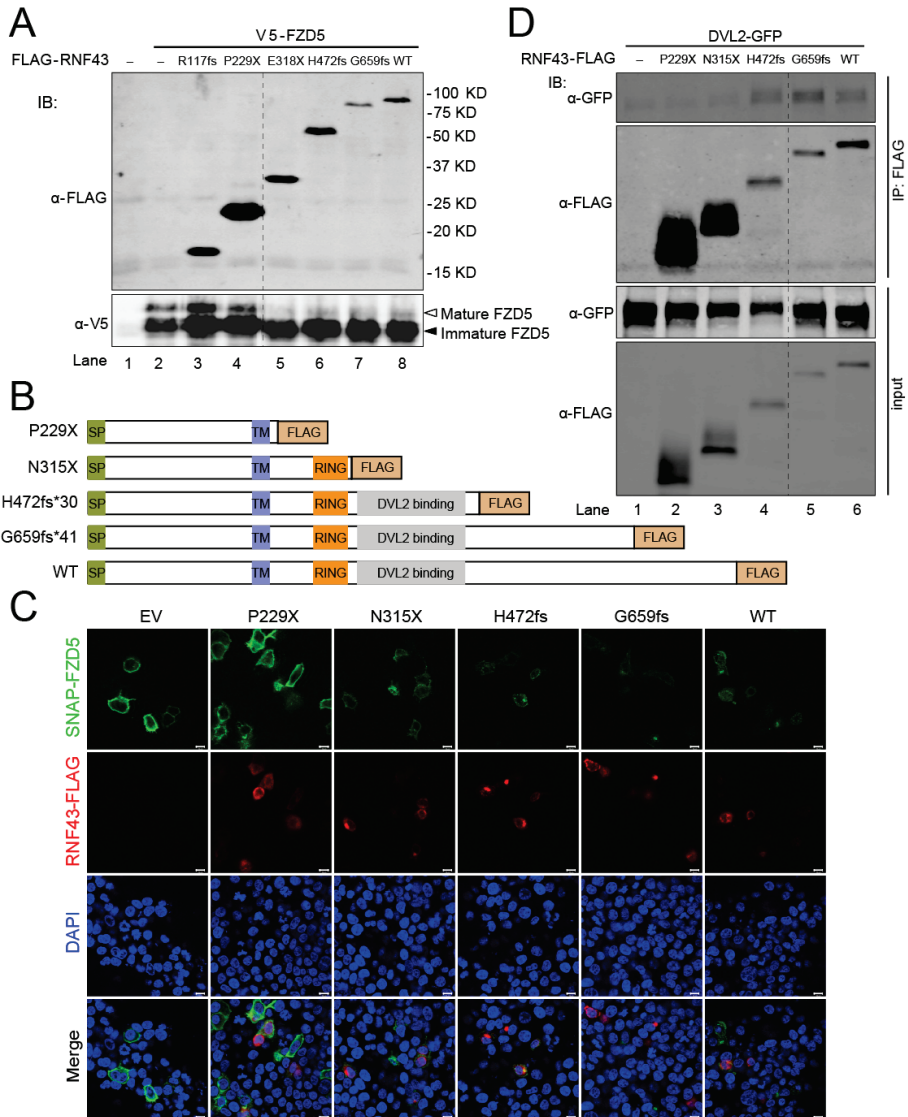 A
V5-FZD5
FLAG-RNF43
– – R117fs P229X E318X H472fs G659fs WT
IB:
-100 KD
-75 KD
-50 KD
-37 KD
α-FLAG
-25 KD
-20 KD
-15 KD
α-V5
Mature FZD5
Immature FZD5
Lane 1 2 3 4 5 6 7 8
B
P229X SP TM FLAG
N315X SP TM RING FLAG
H472fs*30 SP TM RING DVL2 binding FLAG
G659fs*41 SP TM RING DVL2 binding FLAG
WT SP TM RING DVL2 binding FLAG
C
EV P229X N315X H472fs G659fs WT
SNAP-FZD5
RNF43-FLAG
DAPI
Merge
D
DVL2-GFP
RNF43-FLAG – P229X N315X H472fs G659fs WT
IB:
α-GFP
α-FLAG
IP: FLAG
α-GFP
α-FLAG
input
Lane 1 2 3 4 5 6